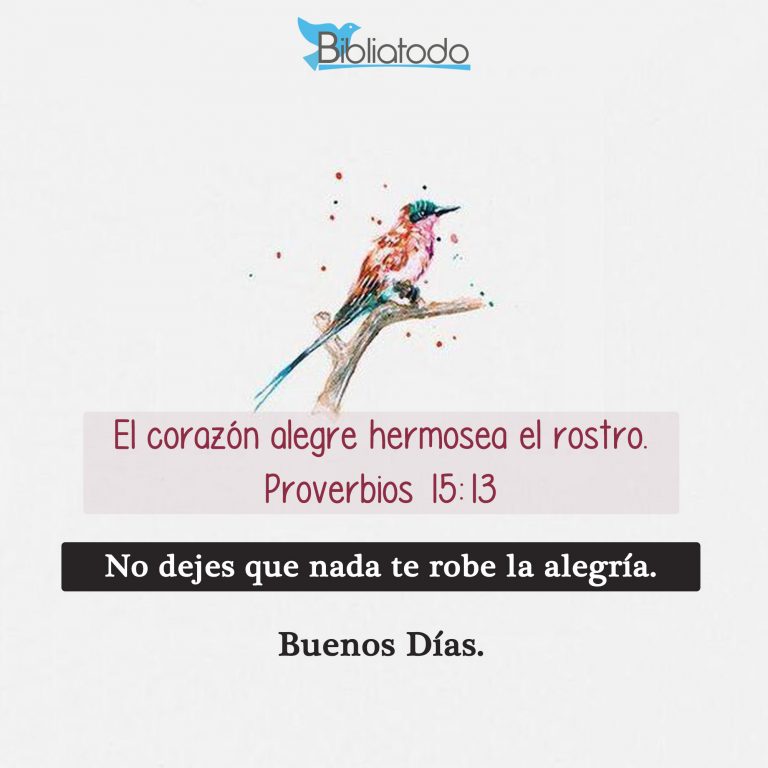 Bibliatodo
El corazón alegre hermosea el rostro.
Proverbios 15:13
No dejes que nada te robe la alegría.
Buenos Días.